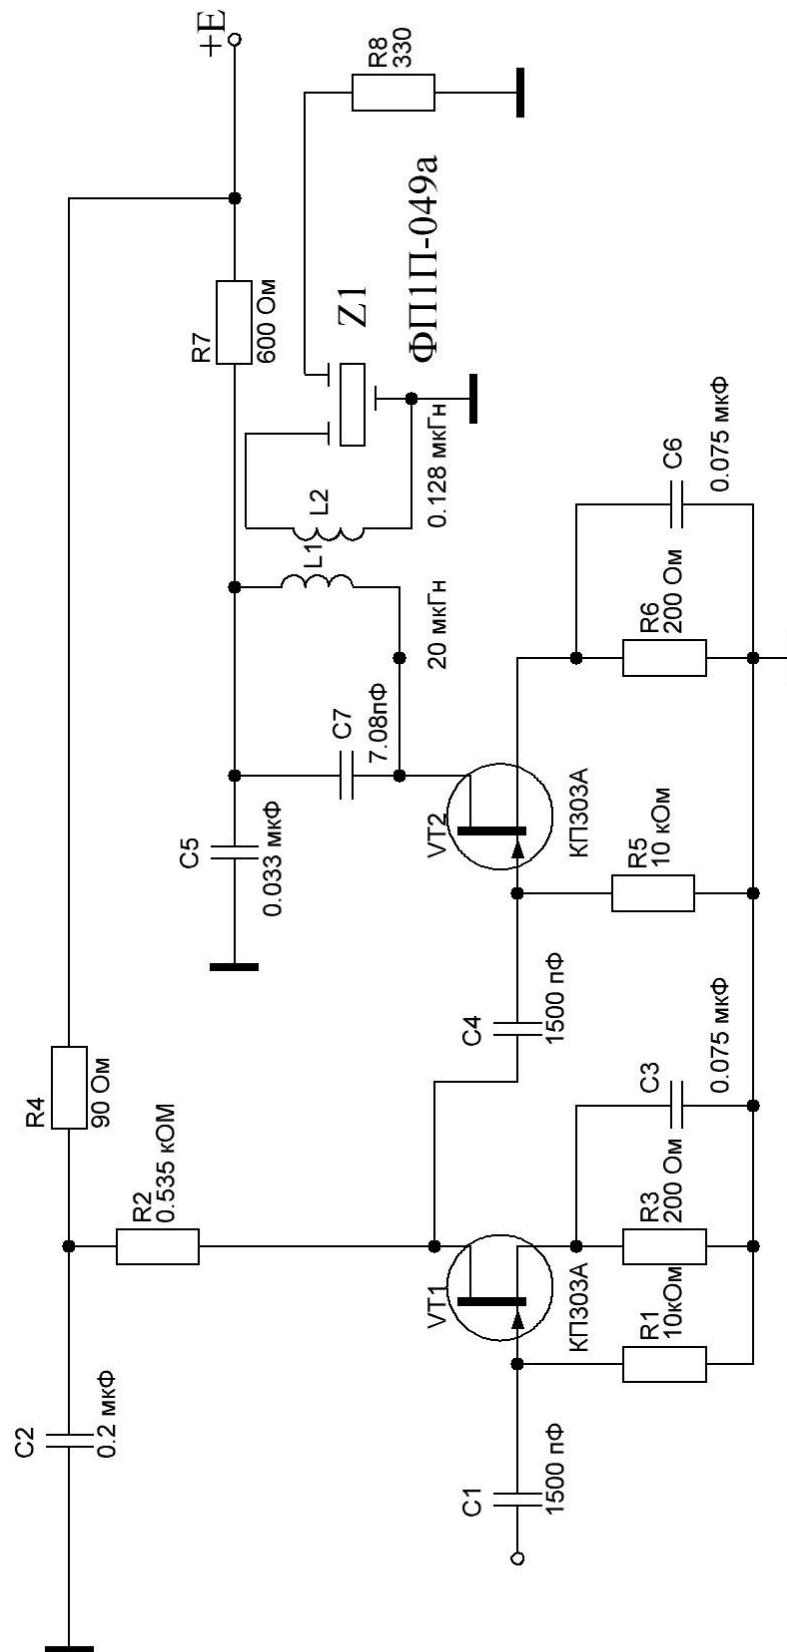 C2
0.2 мкФ
R4
90 Ом
R2
0.535 кОМ
C5
0.033 мкФ
R7
600 Ом
+E
C7
7.08пФ
L1
20 мкГн
L2
0.128 мкГн
Z1
ФП1П-049а
R8
330
C1
1500 пФ
VT1
КП303А
C4
1500 пФ
VT2
КП303А
R1
10кОм
R3
200 Ом
C3
0.075 мкФ
R5
10 кОм
R6
200 Ом
C6
0.075 мкФ